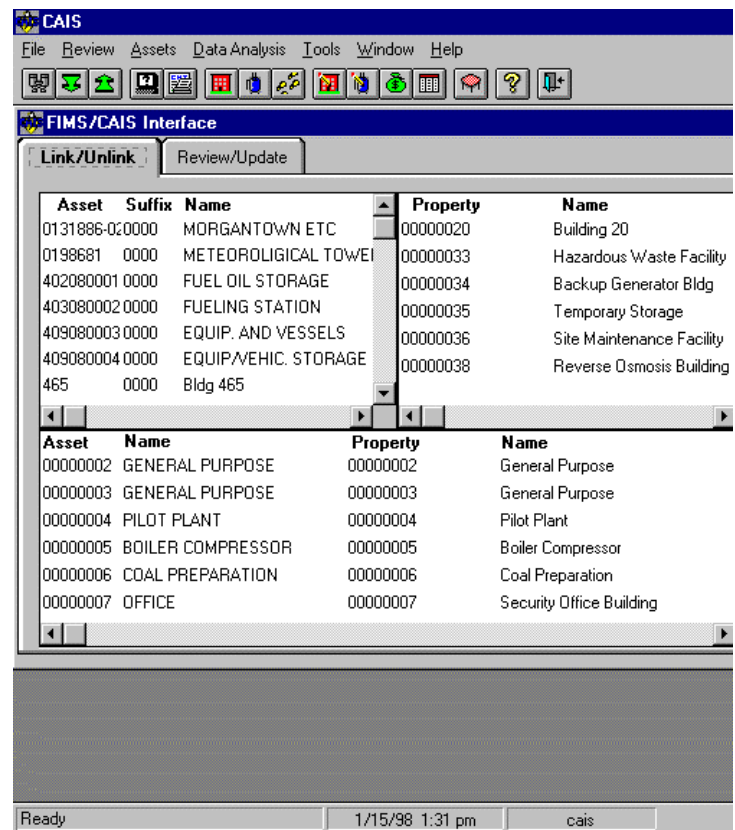 CAIS
File Review Assets Data Analysis Tools Window Help
FIMS/CAIS Interface
Link/Unlink Review/Update
Asset Suffix Name
0131886-020000 MORGANTOWN ETC
0198681 0000 METEOROLIGICAL TOWER
402080001 0000 FUEL OIL STORAGE
403080002 0000 FUELING STATION
409080003 0000 EQUIP. AND VESSELS
409080004 0000 EQUIP/VEHIC. STORAGE
465 0000 Bldg 465
Property Name
00000020 Building 20
00000033 Hazardous Waste Facility
00000034 Backup Generator Bldg
00000035 Temporary Storage
00000036 Site Maintenance Facility
00000038 Reverse Osmosis Building
Asset Name Property Name
00000002 GENERAL PURPOSE 00000002 General Purpose
00000003 GENERAL PURPOSE 00000003 General Purpose
00000004 PILOT PLANT 00000004 Pilot Plant
00000005 BOILER COMPRESSOR 00000005 Boiler Compressor
00000006 COAL PREPARATION 00000006 Coal Preparation
00000007 OFFICE 00000007 Security Office Building
Ready 1/15/98 1:31 pm cais